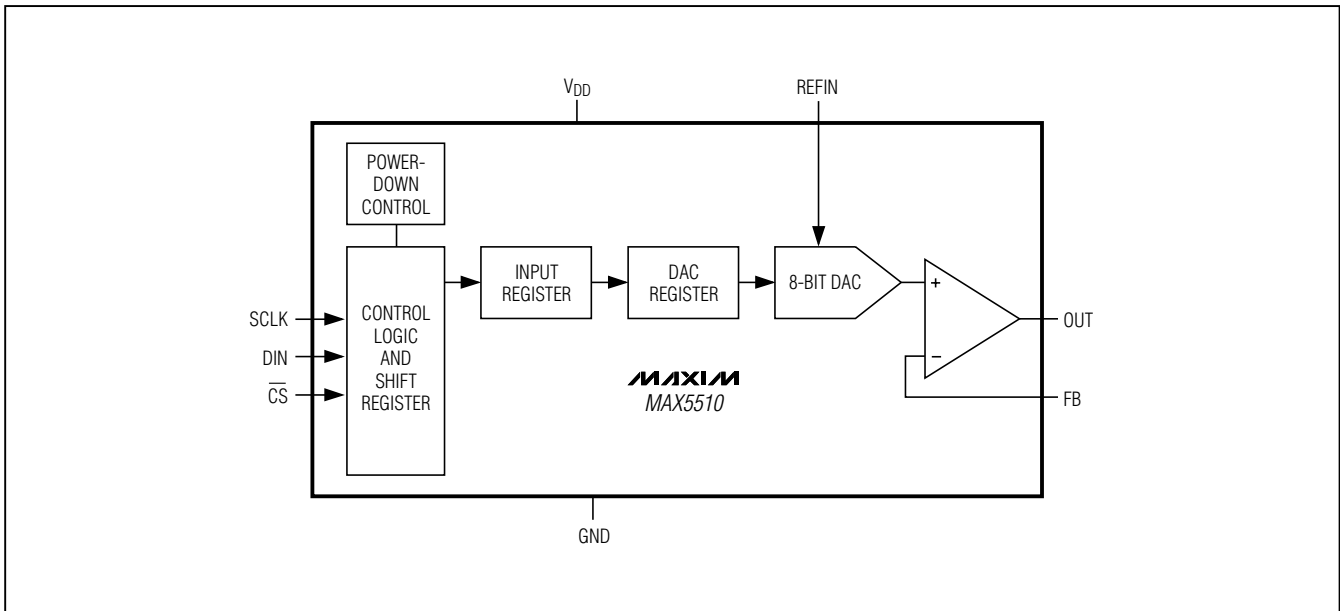 VDD
REFIN
POWER-
DOWN
CONTROL
INPUT
REGISTER
DAC
REGISTER
8-BIT DAC
+
−
SCLK
DIN
CS
CONTROL
LOGIC
AND
SHIFT
REGISTER
OUT
FB
MAXIM
MAX5510
GND